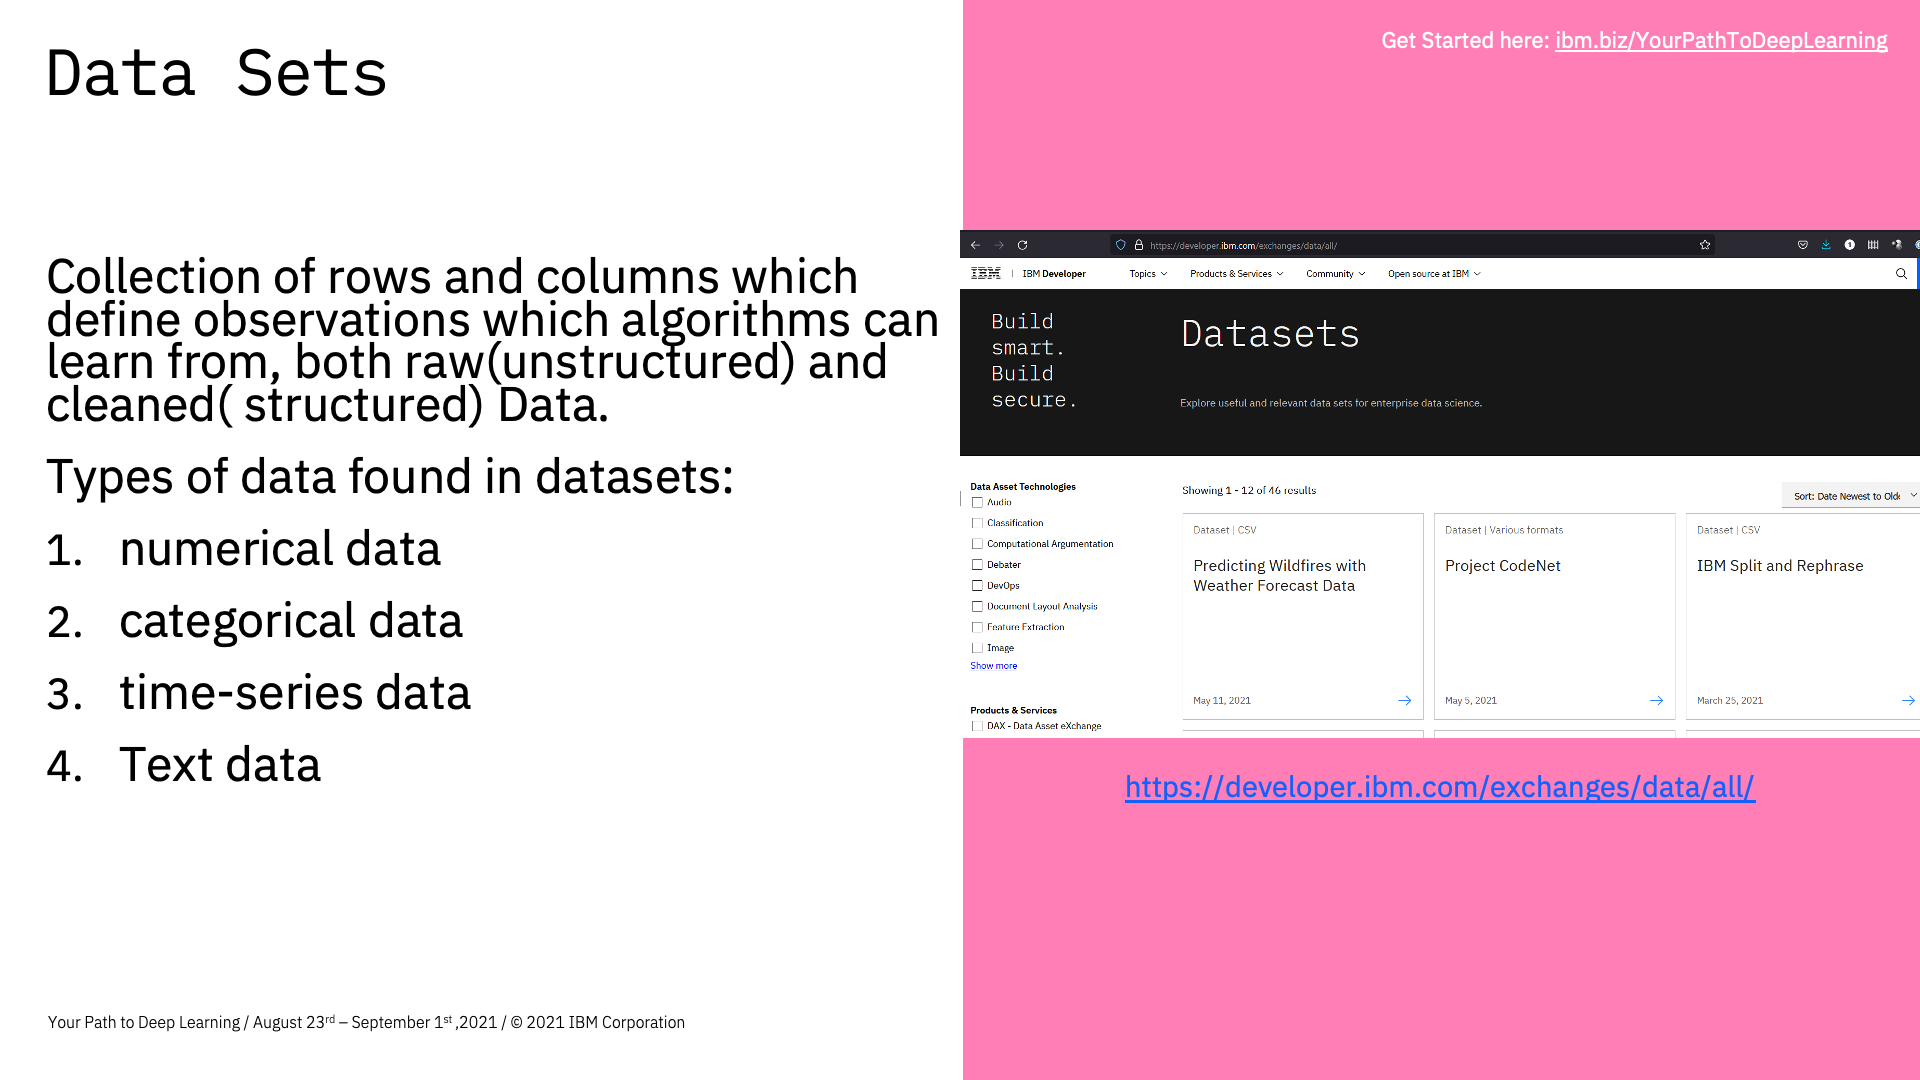 Data Sets
Get Started here: ibm.biz/YourPathToDeepLearning
Collection of rows and columns which
define observations which algorithms can
learn from, both raw(unstructured) and
cleaned( structured) Data.
Types of data found in datasets:
1. numerical data
2. categorical data
3. time-series data
4. Text data
https://developer.ibm.com/exchanges/data/all/
IBM | IBM Developer Topics Products & Services Community Open source at IBM
Build
smart.
Build
secure.
Datasets
Explore useful and relevant data sets for enterprise data science.
Data Asset Technologies
Audio
Classification
Computational Argumentation
Debater
DevOps
Document Layout Analysis
Feature Extraction
Image
Show more
Products & Services
DAX - Data Asset eXchange
Showing 1 - 12 of 46 results
Sort: Date Newest to Olde
Dataset | CSV
Predicting Wildfires with
Weather Forecast Data
May 11, 2021
Dataset | Various formats
Project CodeNet
May 5, 2021
Dataset | CSV
IBM Split and Rephrase
March 25, 2021
https://developer.ibm.com/exchanges/data/all/
Your Path to Deep Learning / August 23rd – September 1st ,2021 / © 2021 IBM Corporation